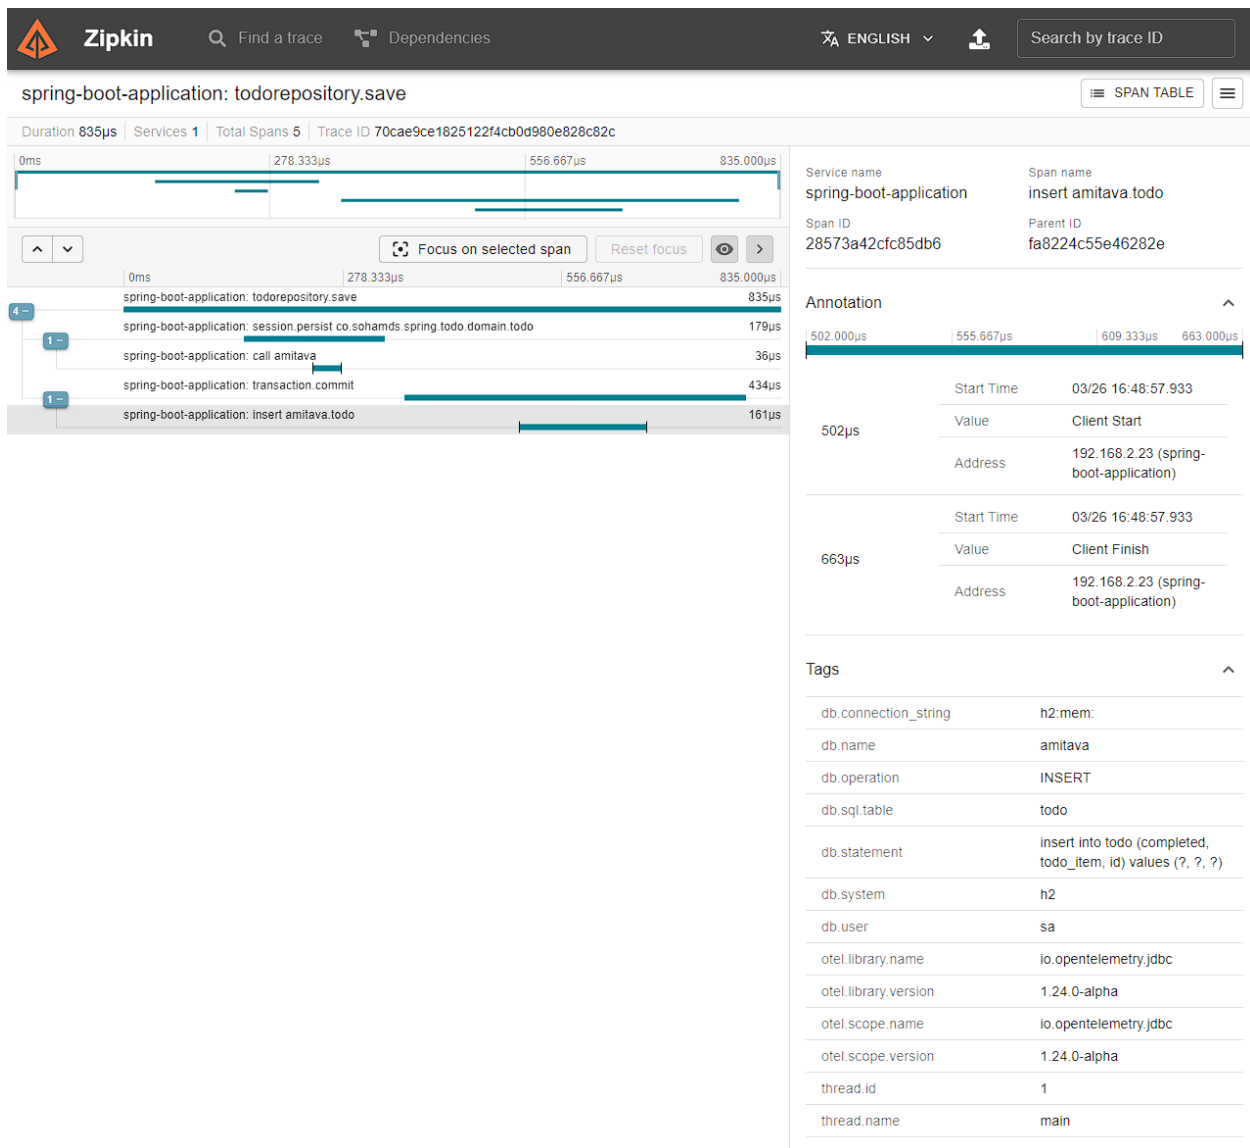 Zipkin
Find a trace
Dependencies
ENGLISH
Search by trace ID
spring-boot-application: todorepository.save
SPAN TABLE
Duration 835μs Services 1 Total Spans 5 Trace ID 70cae9ce1825122f4cb0d980e828c82c
0ms 278.333μs 556.667μs 835.000μs
Focus on selected span
Reset focus
0ms 278.333μs 556.667μs 835.000μs
spring-boot-application: todorepository.save 835μs
4 −
spring-boot-application: session.persist co.sohamds.spring.todo.domain.todo 179μs
1 −
spring-boot-application: call amitava 36μs
spring-boot-application: transaction.commit 434μs
1 −
spring-boot-application: insert amitava.todo 161μs
Service name Span name
spring-boot-application insert amitava.todo
Span ID Parent ID
28573a42cfc85db6 fa8224c55e46282e
Annotation
502.000μs 555.667μs 609.333μs 663.000μs
502μs
Start Time 03/26 16:48:57.933
Value Client Start
Address 192.168.2.23 (spring-
boot-application)
663μs
Start Time 03/26 16:48:57.933
Value Client Finish
Address 192.168.2.23 (spring-
boot-application)
Tags
db.connection_string h2:mem:
db.name amitava
db.operation INSERT
db.sql.table todo
db.statement insert into todo (completed,
todo_item, id) values (?, ?, ?)
db.system h2
db.user sa
otel.library.name io.opentelemetry.jdbc
otel.library.version 1.24.0-alpha
otel.scope.name io.opentelemetry.jdbc
otel.scope.version 1.24.0-alpha
thread.id 1
thread.name main